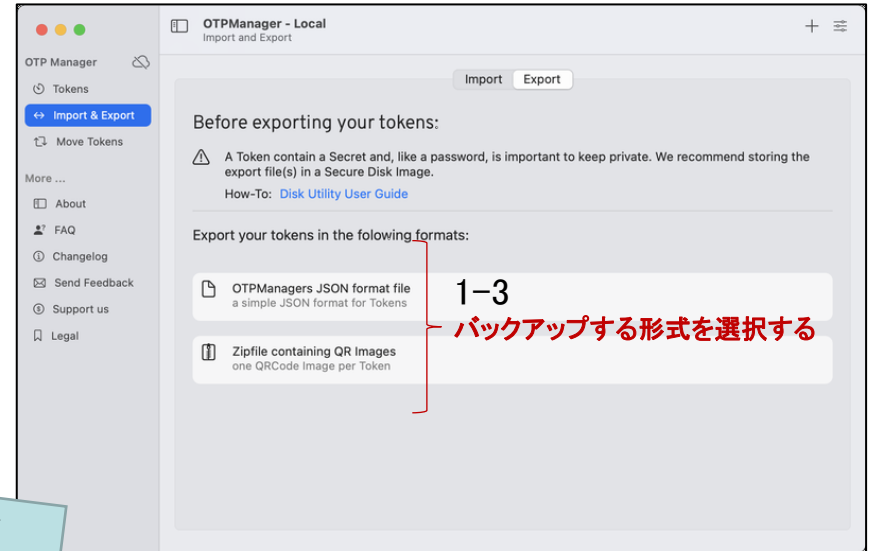 OTPManager - Local
Import and Export
OTP Manager
Tokens
Import & Export
Move Tokens
More ...
About
FAQ
Changelog
Send Feedback
Support us
Legal
Import Export
Before exporting your tokens:
A Token contain a Secret and, like a password, is important to keep private. We recommend storing the
export file(s) in a Secure Disk Image.
How-To: Disk Utility User Guide
Export your tokens in the folowing formats:
OTPManagers JSON format file
a simple JSON format for Tokens
Zipfile containing QR Images
one QRCode Image per Token
1-3
バックアップする形式を選択する